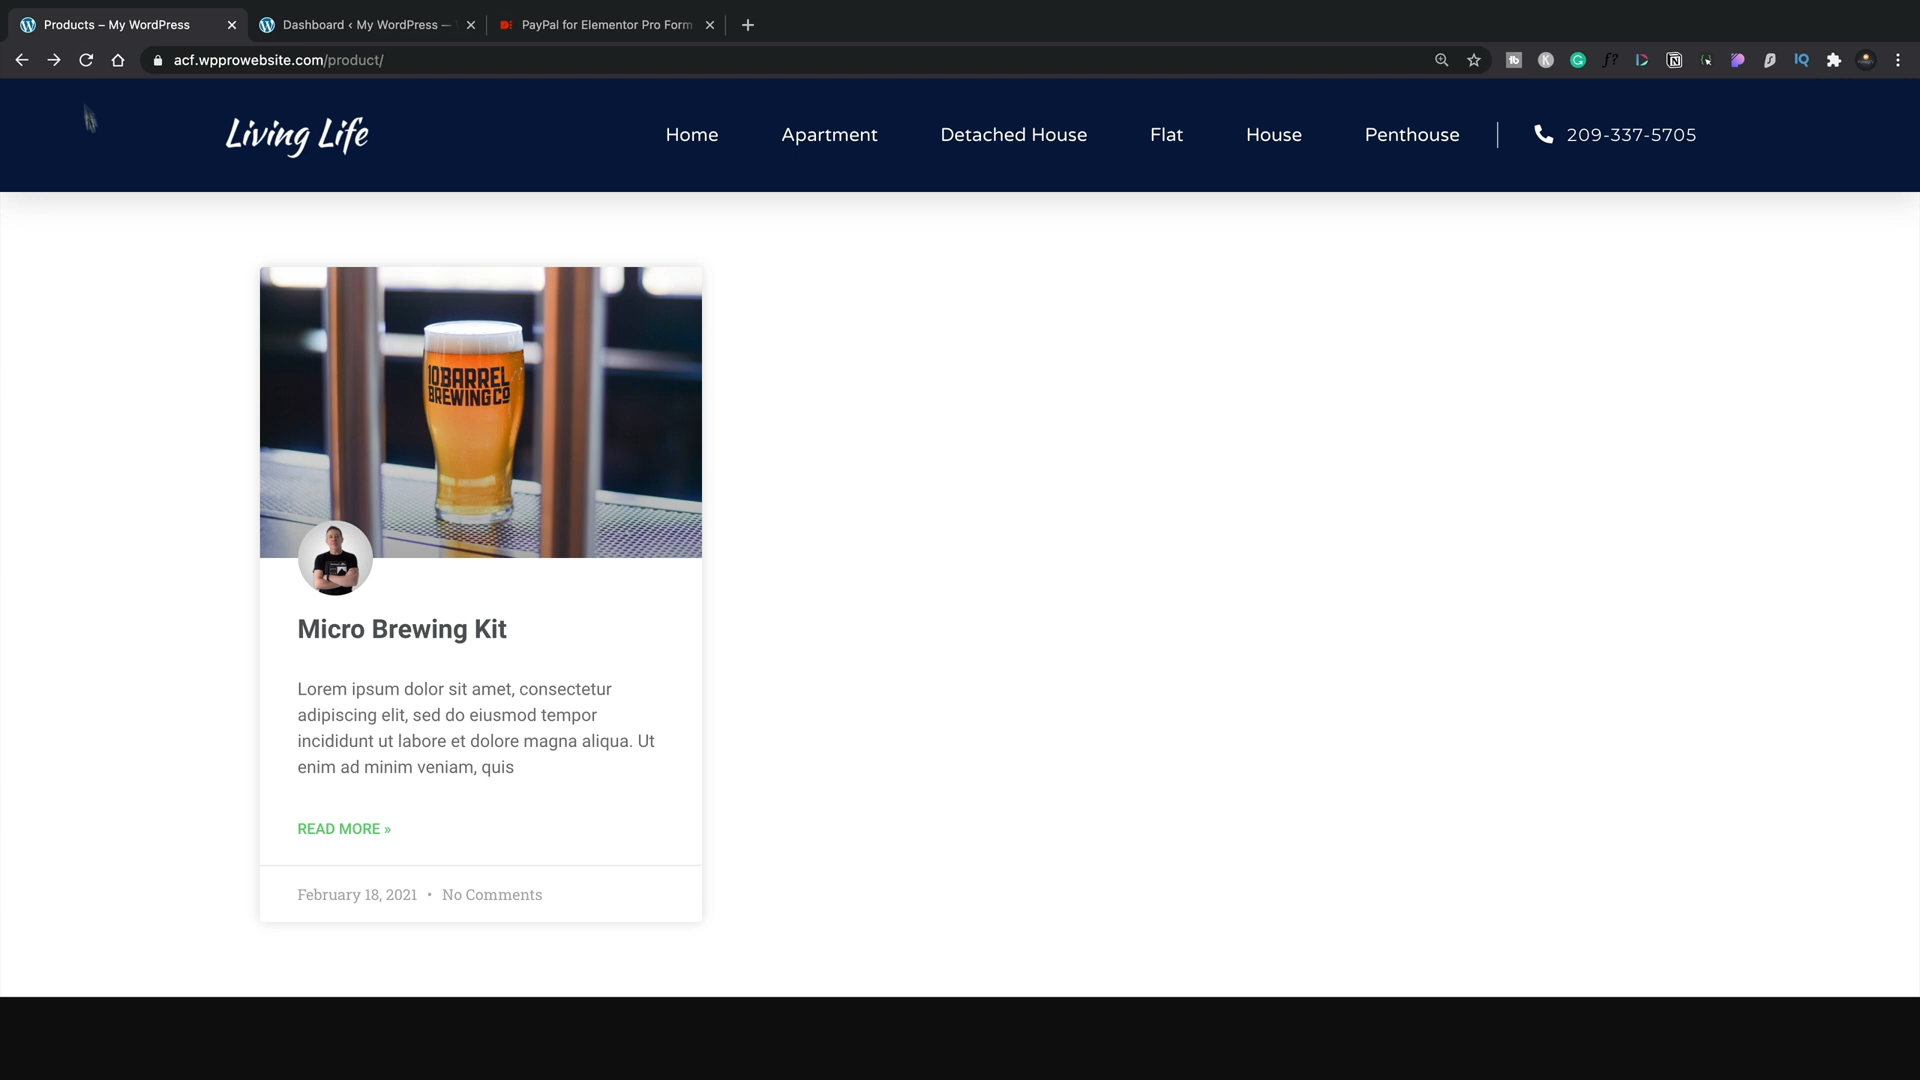 Products – My WordPress
Dashboard ‹ My WordPress —
PayPal for Elementor Pro Form
acf.wpprowebsite.com/product/
Living Life
Home
Apartment
Detached House
Flat
House
Penthouse
209-337-5705
10 BARREL
BREWING CO
Micro Brewing Kit
Lorem ipsum dolor sit amet, consectetur
adipiscing elit, sed do eiusmod tempor
incididunt ut labore et dolore magna aliqua. Ut
enim ad minim veniam, quis
READ MORE »
February 18, 2021 • No Comments